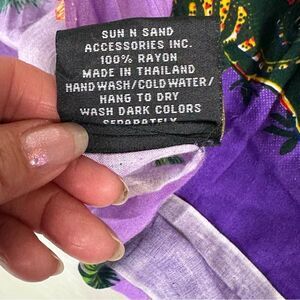 SUN N SAND
ACCESSORIES INC.
100% RAYON
MADE IN THAILAND
HAND WASH/COLD WATER/
HANG TO DRY
WASH DARK COLORS
SEPARATELY